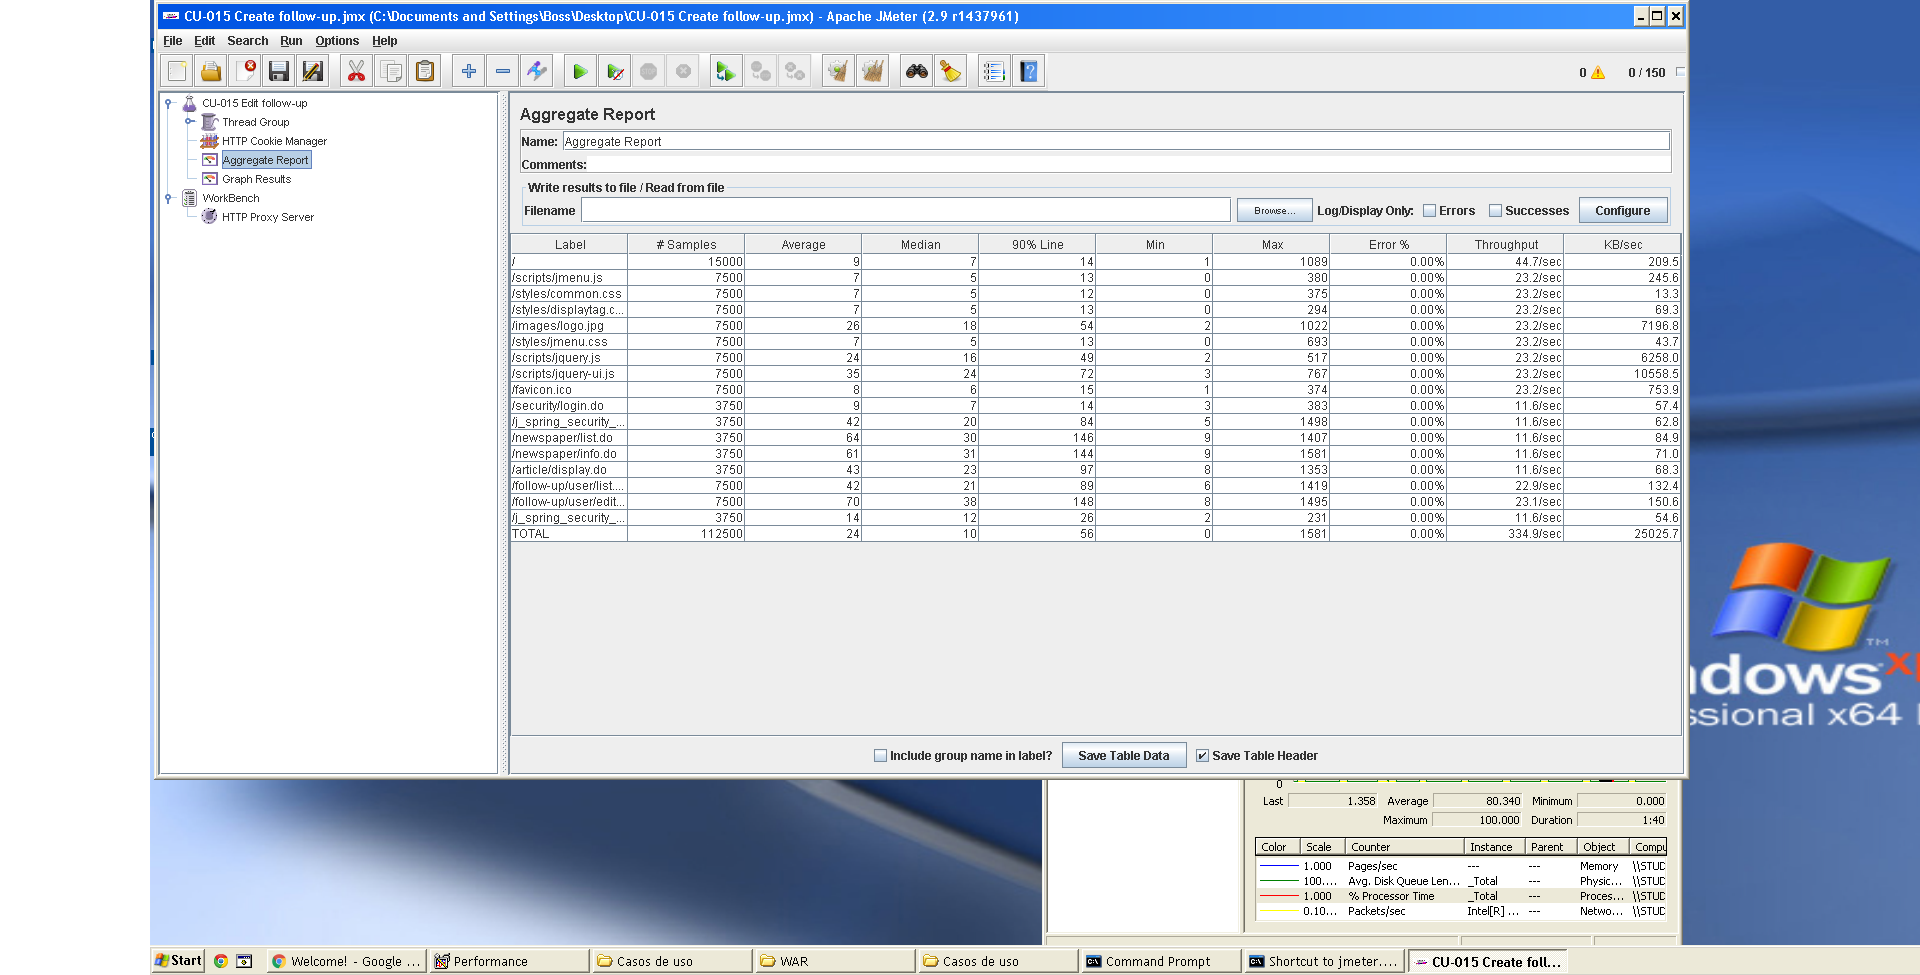 CU-015 Create follow-up.jmx (C:\Documents and Settings\Boss\Desktop\CU-015 Create follow-up.jmx) - Apache JMeter (2.9 r1437961)
File Edit Search Run Options Help
0 0 / 150
CU-015 Edit follow-up
Thread Group
HTTP Cookie Manager
Aggregate Report
Graph Results
WorkBench
HTTP Proxy Server
Aggregate Report
Name: Aggregate Report
Comments:
Write results to file / Read from file
Filename Browse... Log/Display Only: Errors Successes Configure
Label # Samples Average Median 90% Line Min Max Error % Throughput KB/sec
/ 15000 9 7 14 1 1089 0.00% 44.7/sec 209.5
/scripts/jmenu.js 7500 7 5 13 0 380 0.00% 23.2/sec 245.6
/styles/common.css 7500 7 5 12 0 375 0.00% 23.2/sec 13.3
/styles/displaytag.c... 7500 7 5 13 0 294 0.00% 23.2/sec 69.3
/images/logo.jpg 7500 26 18 54 2 1022 0.00% 23.2/sec 7196.8
/styles/jmenu.css 7500 7 5 13 0 693 0.00% 23.2/sec 43.7
/scripts/jquery.js 7500 24 16 49 2 517 0.00% 23.2/sec 6258.0
/scripts/jquery-ui.js 7500 35 24 72 3 767 0.00% 23.2/sec 10558.5
/favicon.ico 7500 8 6 15 1 374 0.00% 23.2/sec 753.9
/security/login.do 3750 9 7 14 3 383 0.00% 11.6/sec 57.4
/j_spring_security_... 3750 42 20 84 5 1498 0.00% 11.6/sec 62.8
/newspaper/list.do 3750 64 30 146 9 1407 0.00% 11.6/sec 84.9
/newspaper/info.do 3750 61 31 144 9 1581 0.00% 11.6/sec 71.0
/article/display.do 3750 43 23 97 8 1353 0.00% 11.6/sec 68.3
/follow-up/user/list.... 7500 42 21 89 6 1419 0.00% 22.9/sec 132.4
/follow-up/user/edit... 7500 70 38 148 8 1495 0.00% 23.1/sec 150.6
/j_spring_security_... 3750 14 12 26 2 231 0.00% 11.6/sec 54.6
TOTAL 112500 24 10 56 0 1581 0.00% 334.9/sec 25025.7
Include group name in label? Save Table Data Save Table Header
ndows xp
ssional x64
0
Last 1.358 Average 80.340 Minimum 0.000
Maximum 100.000 Duration 1:40
Color Scale Counter Instance Parent Object Compu
1.000 Pages/sec --- --- Memory \\STUD
100.... Avg. Disk Queue Len... _Total --- Physic... \\STUD
1.000 % Processor Time _Total --- Proces... \\STUD
0.10... Packets/sec Intel[R] ... --- Netwo... \\STUD
Start Welcome! - Google ... Performance Casos de uso WAR Casos de uso Command Prompt Shortcut to jmeter.... CU-015 Create foll...